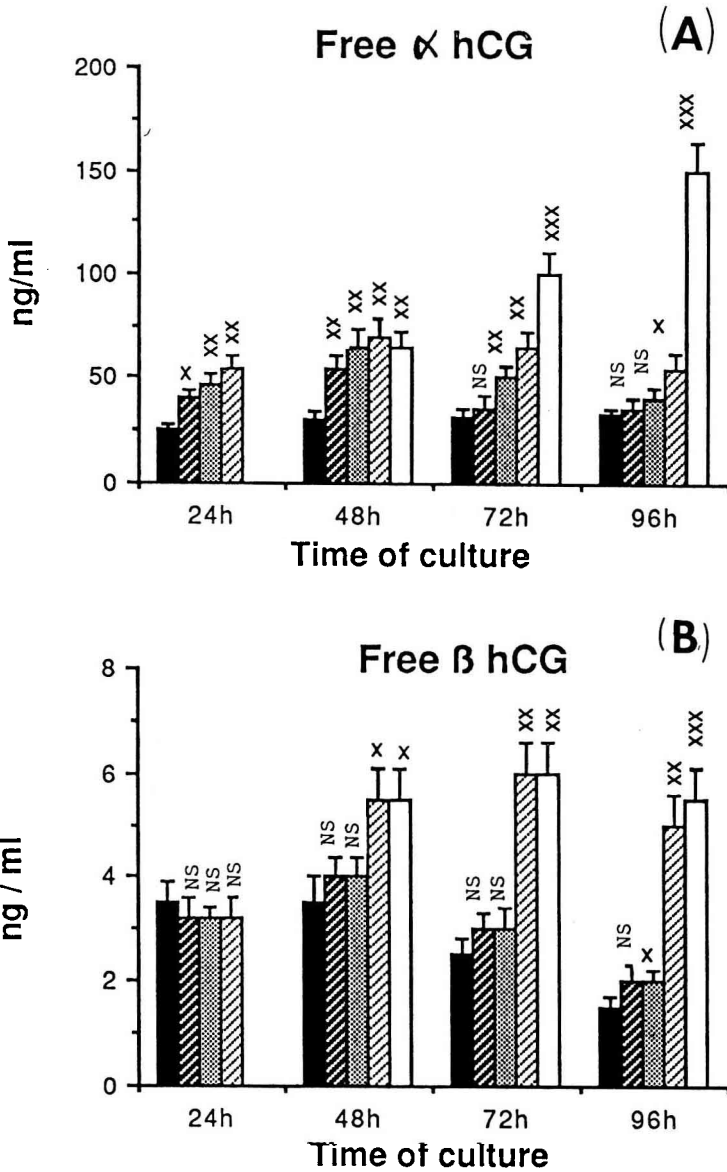 (A)
Free α hCG
200
150
100
50
0
ng/ml
X
XX
XX
XX
XX
XX
XX
NS
XX
XX
XXX
NS
NS
X
XXX
24h 48h 72h 96h
Time of culture
(B)
Free ß hCG
8
6
4
2
0
ng / ml
NS
NS
NS
NS
NS
X
X
NS
NS
XX
XX
NS
X
XX
XXX
24h 48h 72h 96h
Time of culture